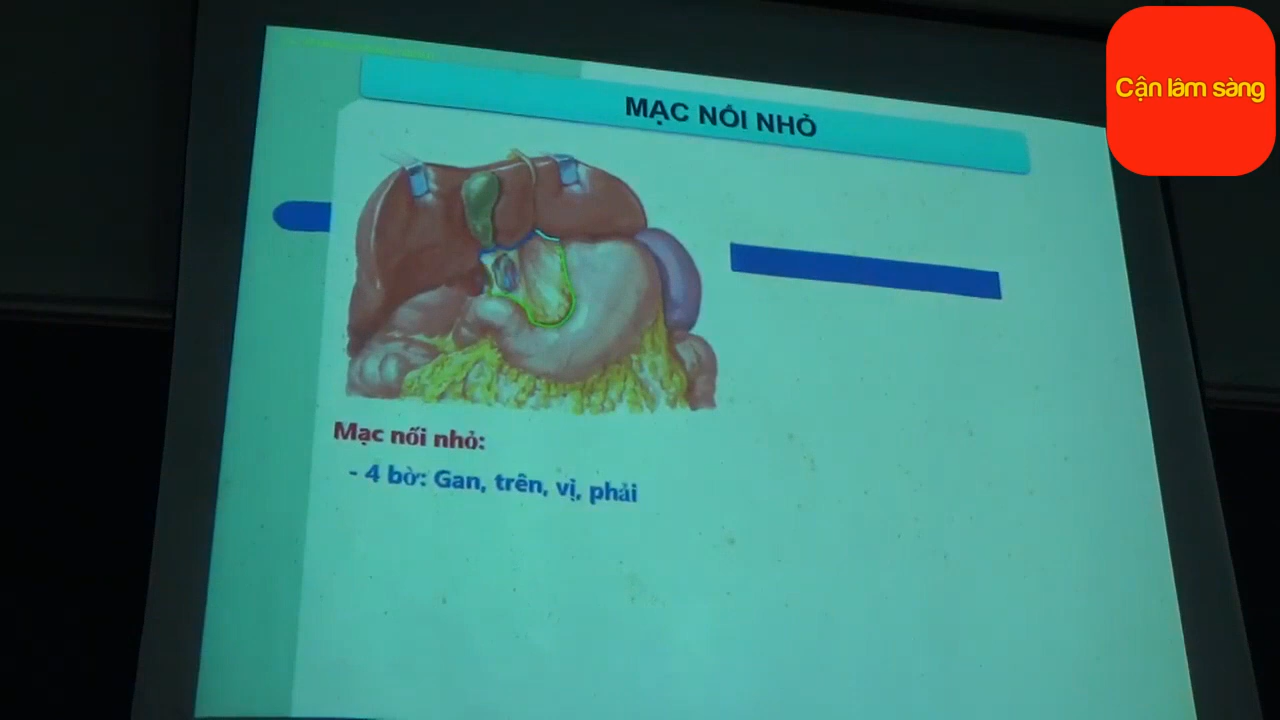 Cận lâm sàng
MẠC NỐI NHỎ
Mạc nối nhỏ:
- 4 bờ: Gan, trên, vị, phải